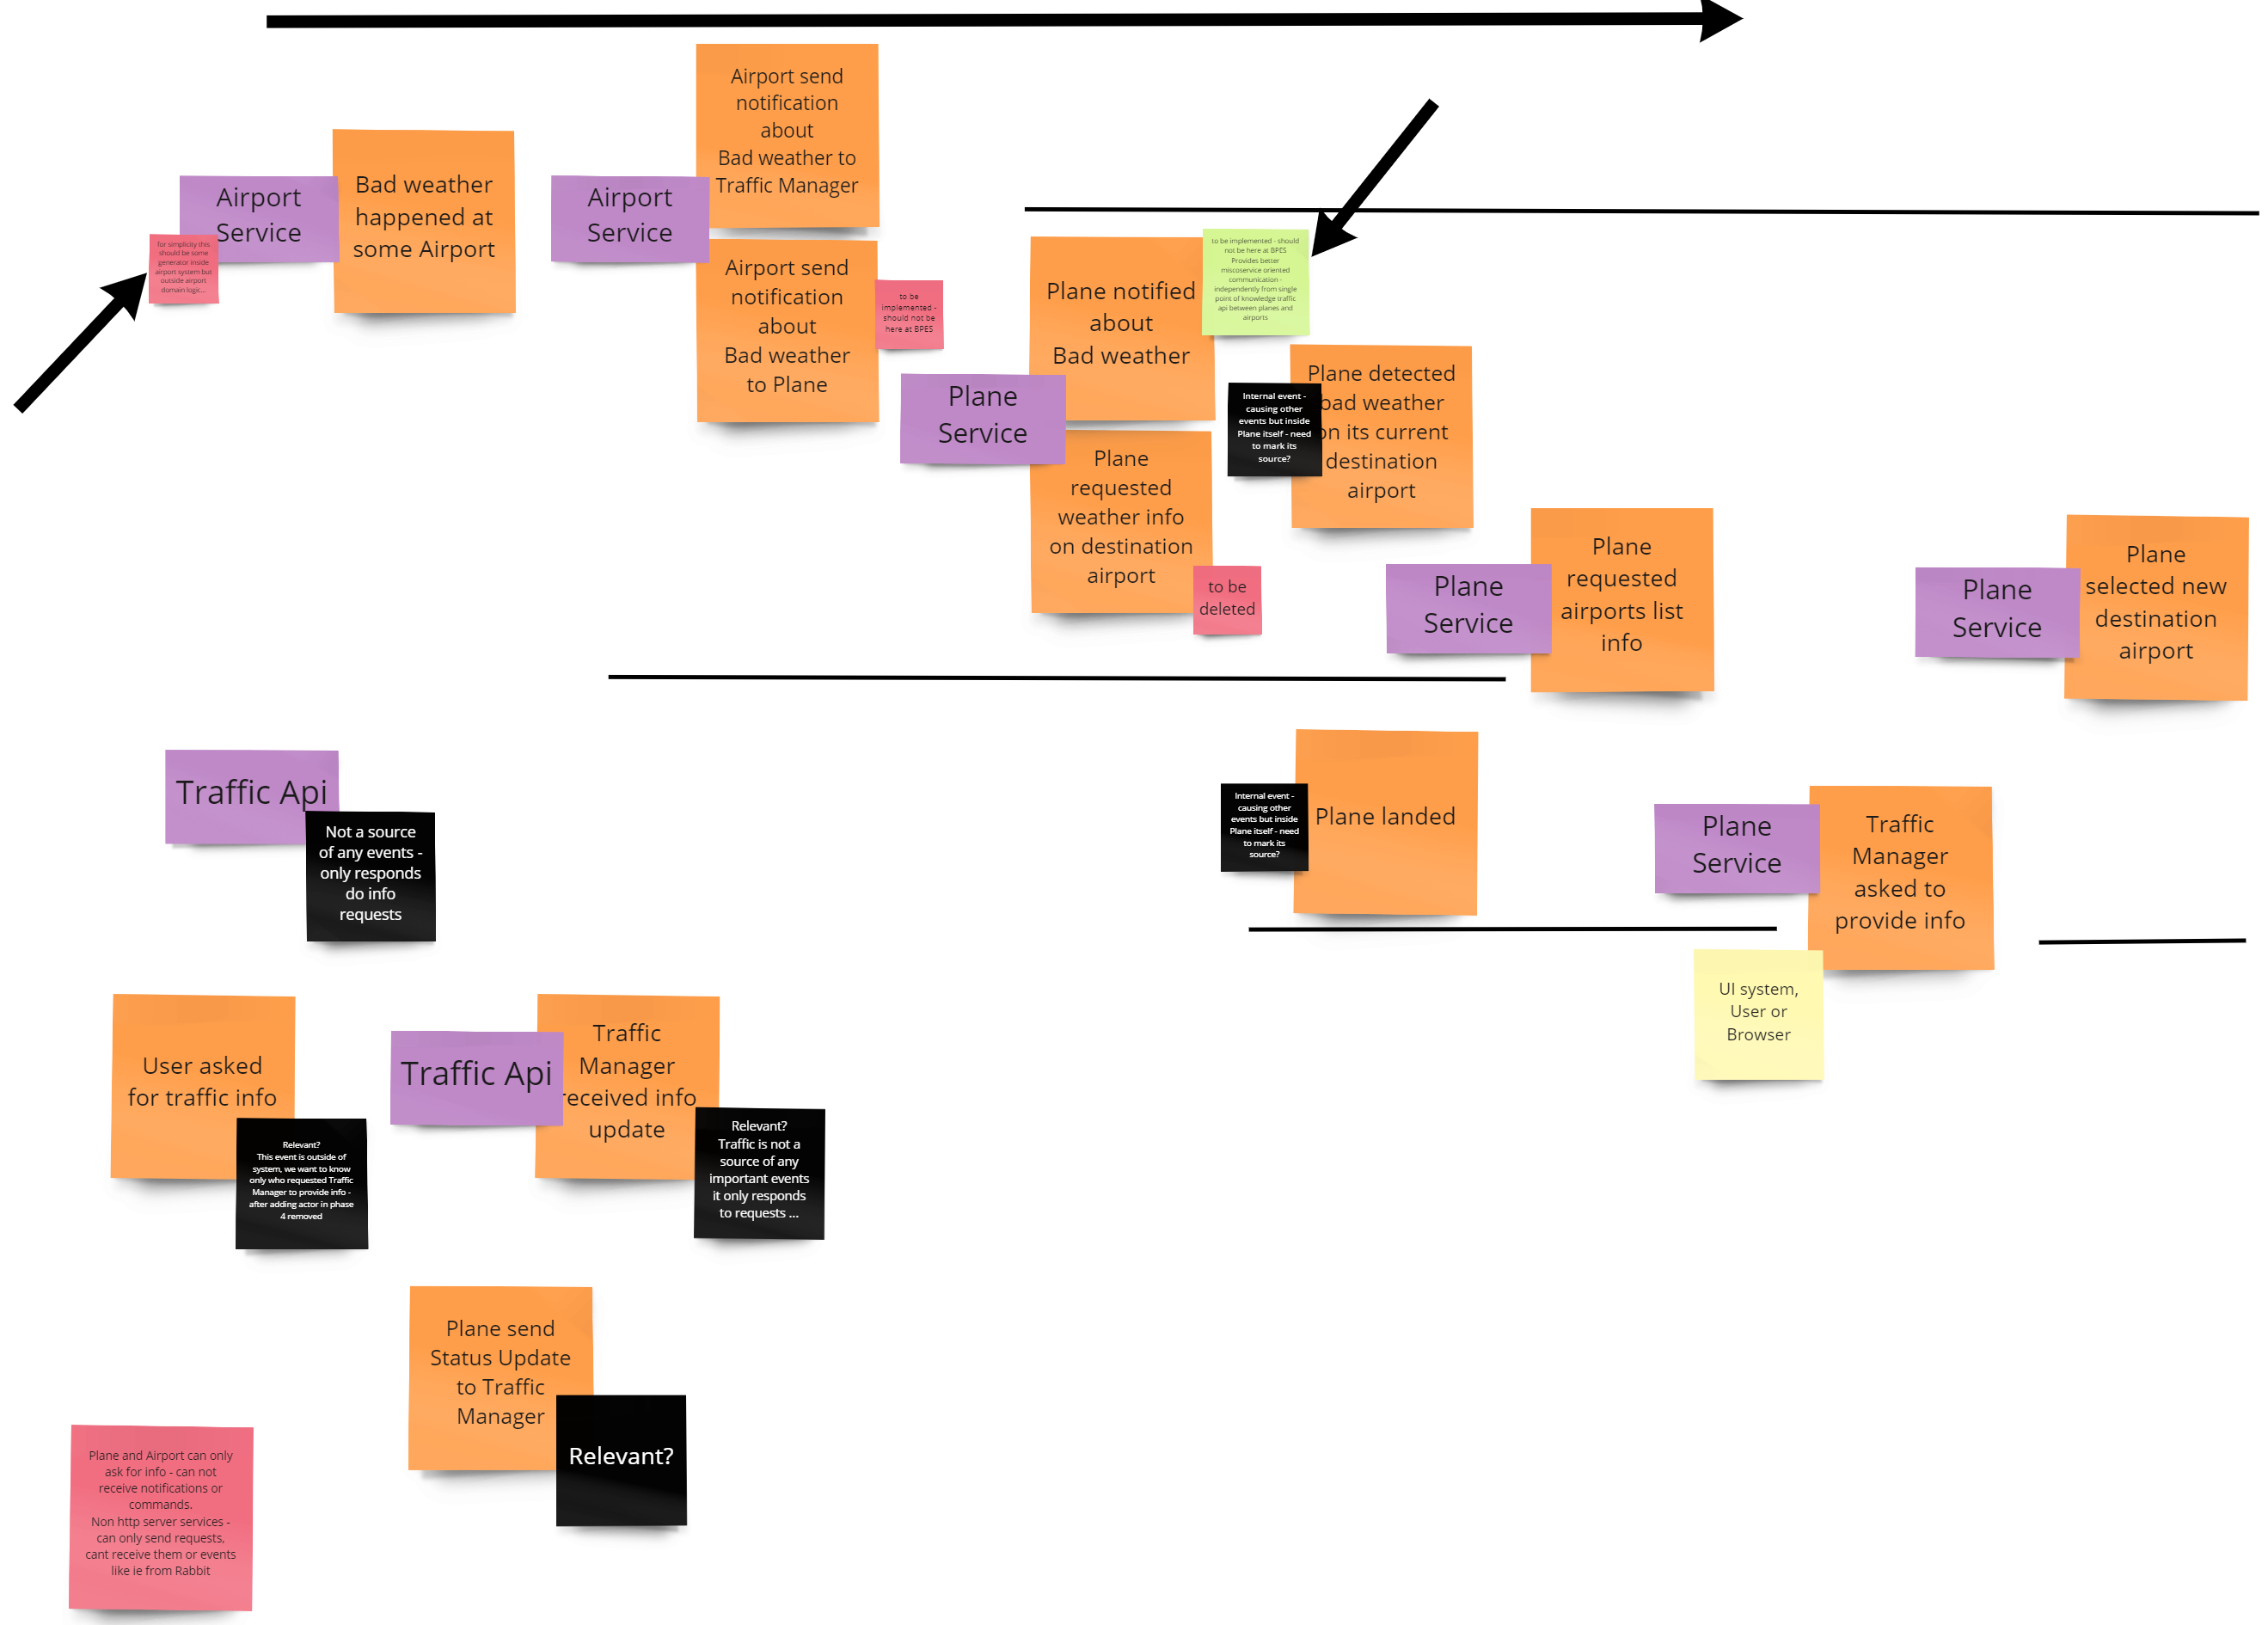 Airport send
notification
about
Bad weather to
Traffic Manager
Airport
Service
for simplicity this
should be some
generator inside
airport system but
outside airport
domain logic...
Bad weather
happened at
some Airport
Airport
Service
Airport send
notification
about
Bad weather
to Plane
to be
implemented -
should not be
here at BPES
Plane notified
about
Bad weather
to be implemented - should
not be here at BPES
Provides better
miscoservice oriented
communication -
independently from single
point of knowledge traffic
api between planes and
airports
Plane
Service
Internal event -
causing other
events but inside
Plane itself - need
to mark its
source?
Plane detected
bad weather
on its current
destination
airport
Plane
requested
weather info
on destination
airport
to be
deleted
Plane
Service
Plane
requested
airports list
info
Plane
Service
Plane
selected new
destination
airport
Traffic Api
Not a source
of any events -
only responds
do info
requests
Internal event -
causing other
events but inside
Plane itself - need
to mark its
source?
Plane landed
Plane
Service
Traffic
Manager
asked to
provide info
UI system,
User or
Browser
User asked
for traffic info
Relevant?
This event is outside of
system, we want to know
only who requested Traffic
Manager to provide info -
after adding actor in phase
4 removed
Traffic Api
Traffic
Manager
received info
update
Relevant?
Traffic is not a
source of any
important events
it only responds
to requests ...
Plane send
Status Update
to Traffic
Manager
Relevant?
Plane and Airport can only
ask for info - can not
receive notifications or
commands.
Non http server services -
can only send requests,
cant receive them or events
like ie from Rabbit